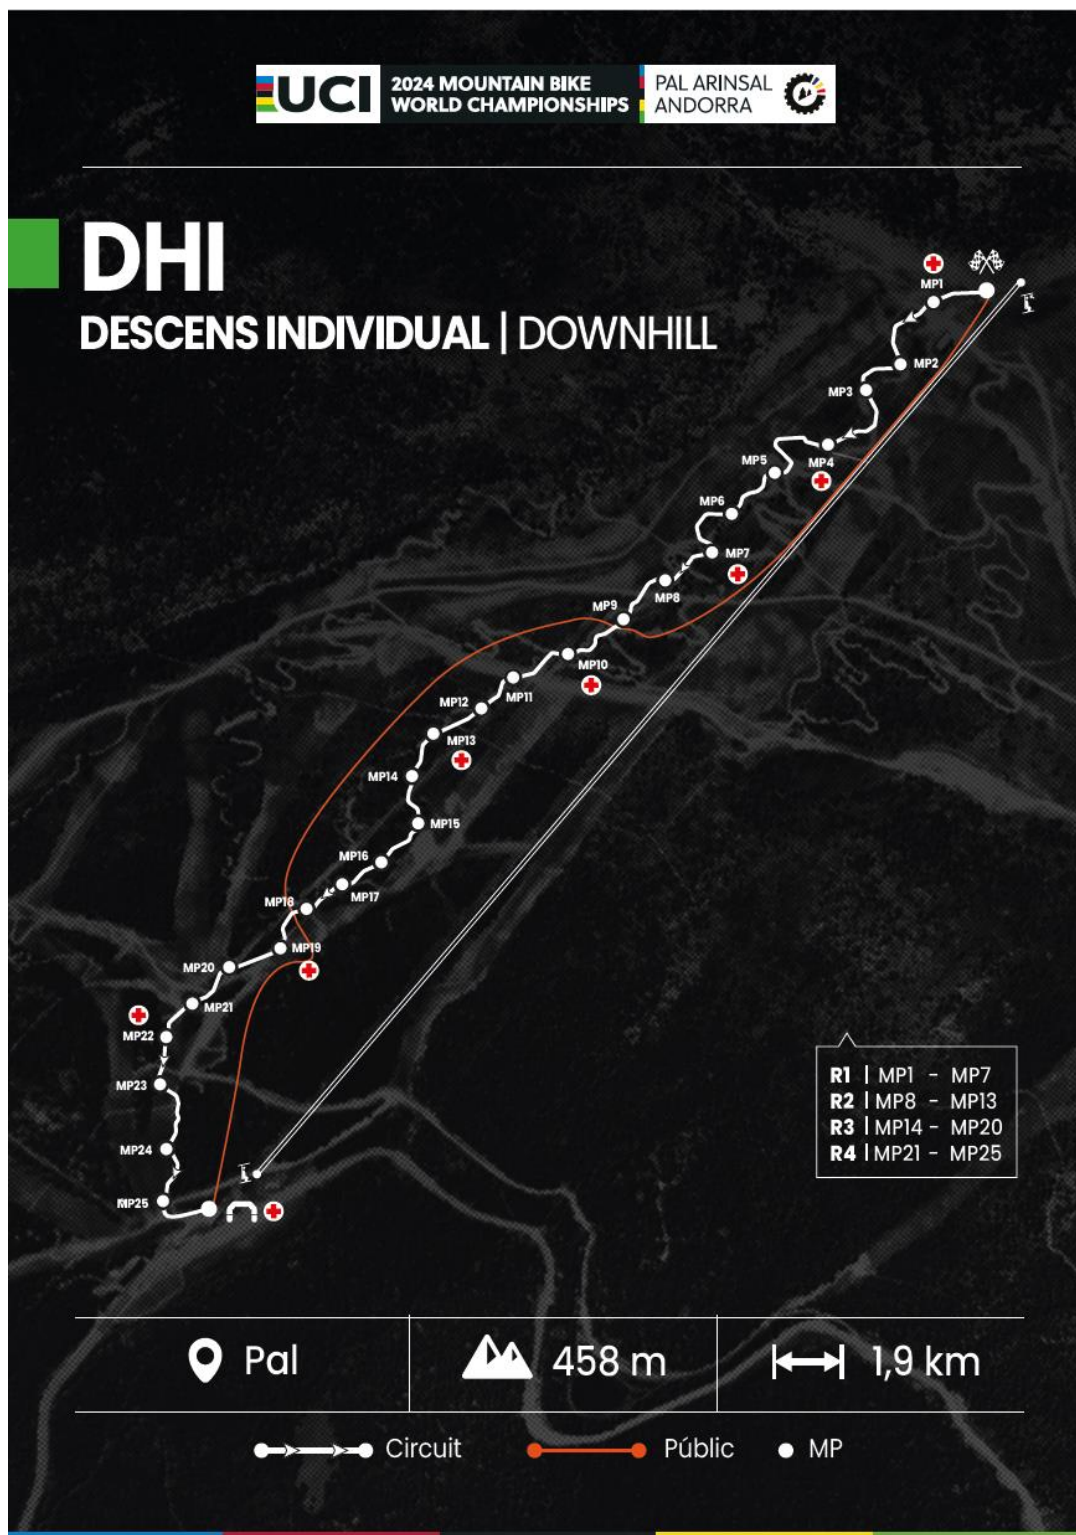 UCI
2024 MOUNTAIN BIKE
WORLD CHAMPIONSHIPS
PAL ARINSAL
ANDORRA
DHI
DESCENS INDIVIDUAL | DOWNHILL
MP1
MP2
MP3
MP4
MP5
MP6
MP7
MP8
MP9
MP10
MP11
MP12
MP13
MP14
MP15
MP16
MP17
MP18
MP19
MP20
MP21
MP22
MP23
MP24
MP25
R1 | MP1 - MP7
R2 | MP8 - MP13
R3 | MP14 - MP20
R4 | MP21 - MP25
Pal
458 m
1,9 km
Circuit
Públic
MP